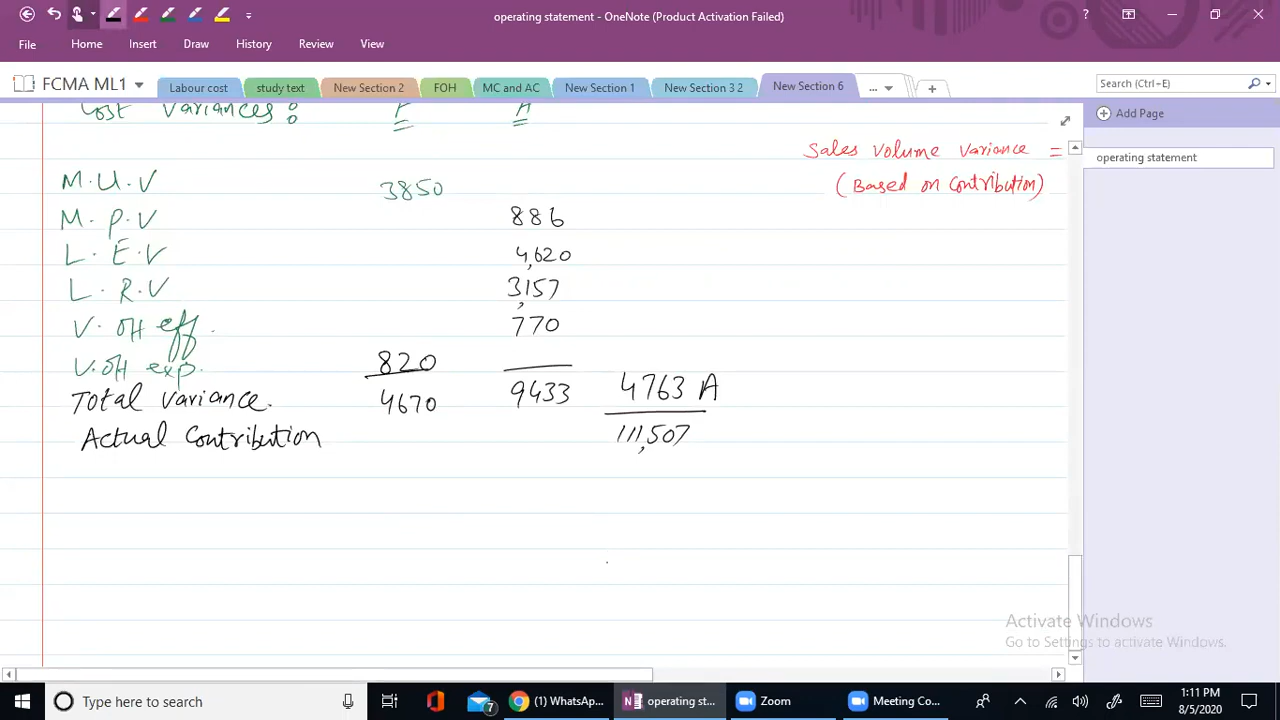 operating statement - OneNote (Product Activation Failed)
File Home Insert Draw History Review View
FCMA ML1 Labour cost study text New Section 2 FOH MC and AC New Section 1 New Section 3 2 New Section 6 ... Search (Ctrl+E)
Add Page
operating statement
Cost Variances: F A
Sales Volume Variance =
(Based on Contribution)
M.U.V 3850
M.P.V 886
L.E.V 4,620
L.R.V 3,157
V.OH eff. 770
V.OH exp. 820
Total Variance. 4670 9433 4763 A
Actual Contribution 111,507
Activate Windows
Go to Settings to activate Windows.
Type here to search 7 (1) WhatsApp... operating st... Zoom Meeting Co... 1:11 PM
8/5/2020